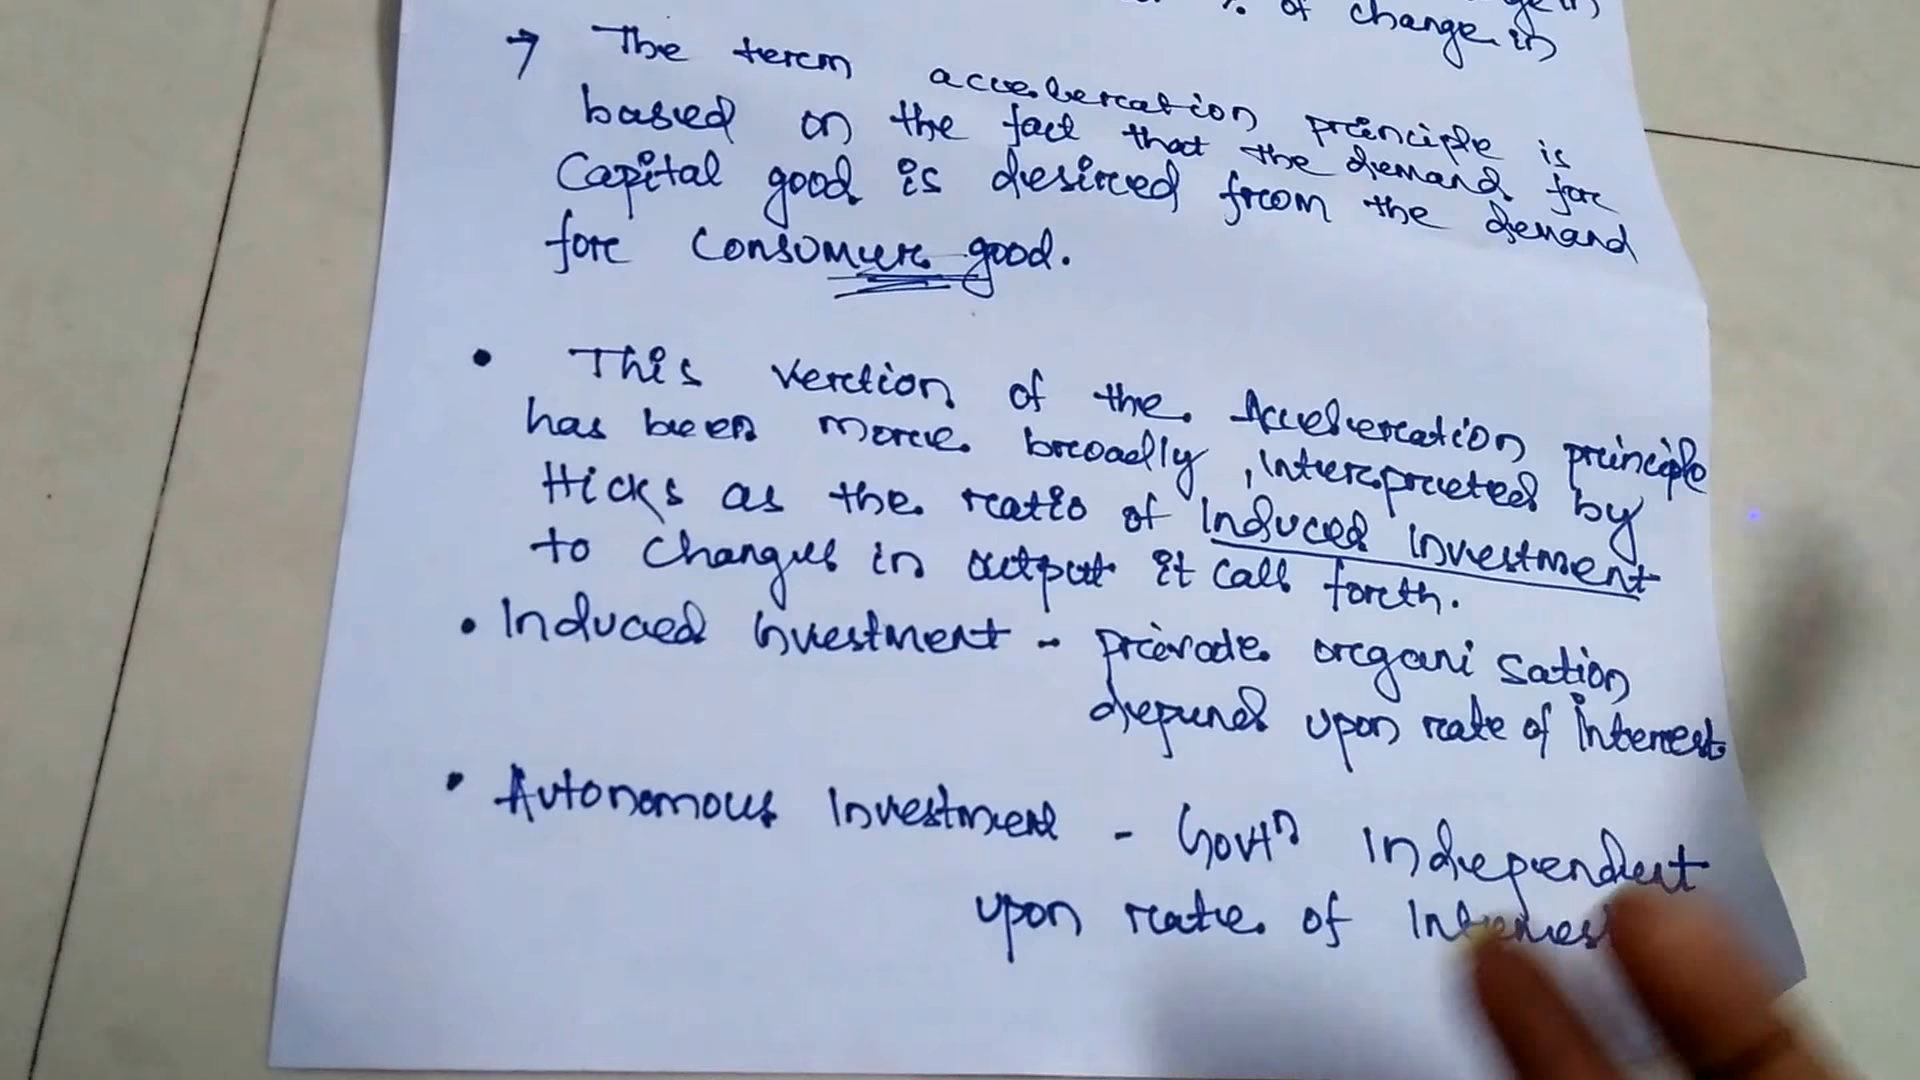 % of change in
→ The term acceleration principle is
based on the fact that the demand for
Capital good is desired from the demand
for Consumer good.
• This vertion of the Acceleration principle
has been more broadly, interpreted by
Hicks as the ratio of Induced Investment
to changes in output it call forth.
• Induced Investment - private organisation
depend upon rate of interest
• Autonomous Investment - Govtn Independent
upon rate of Interest